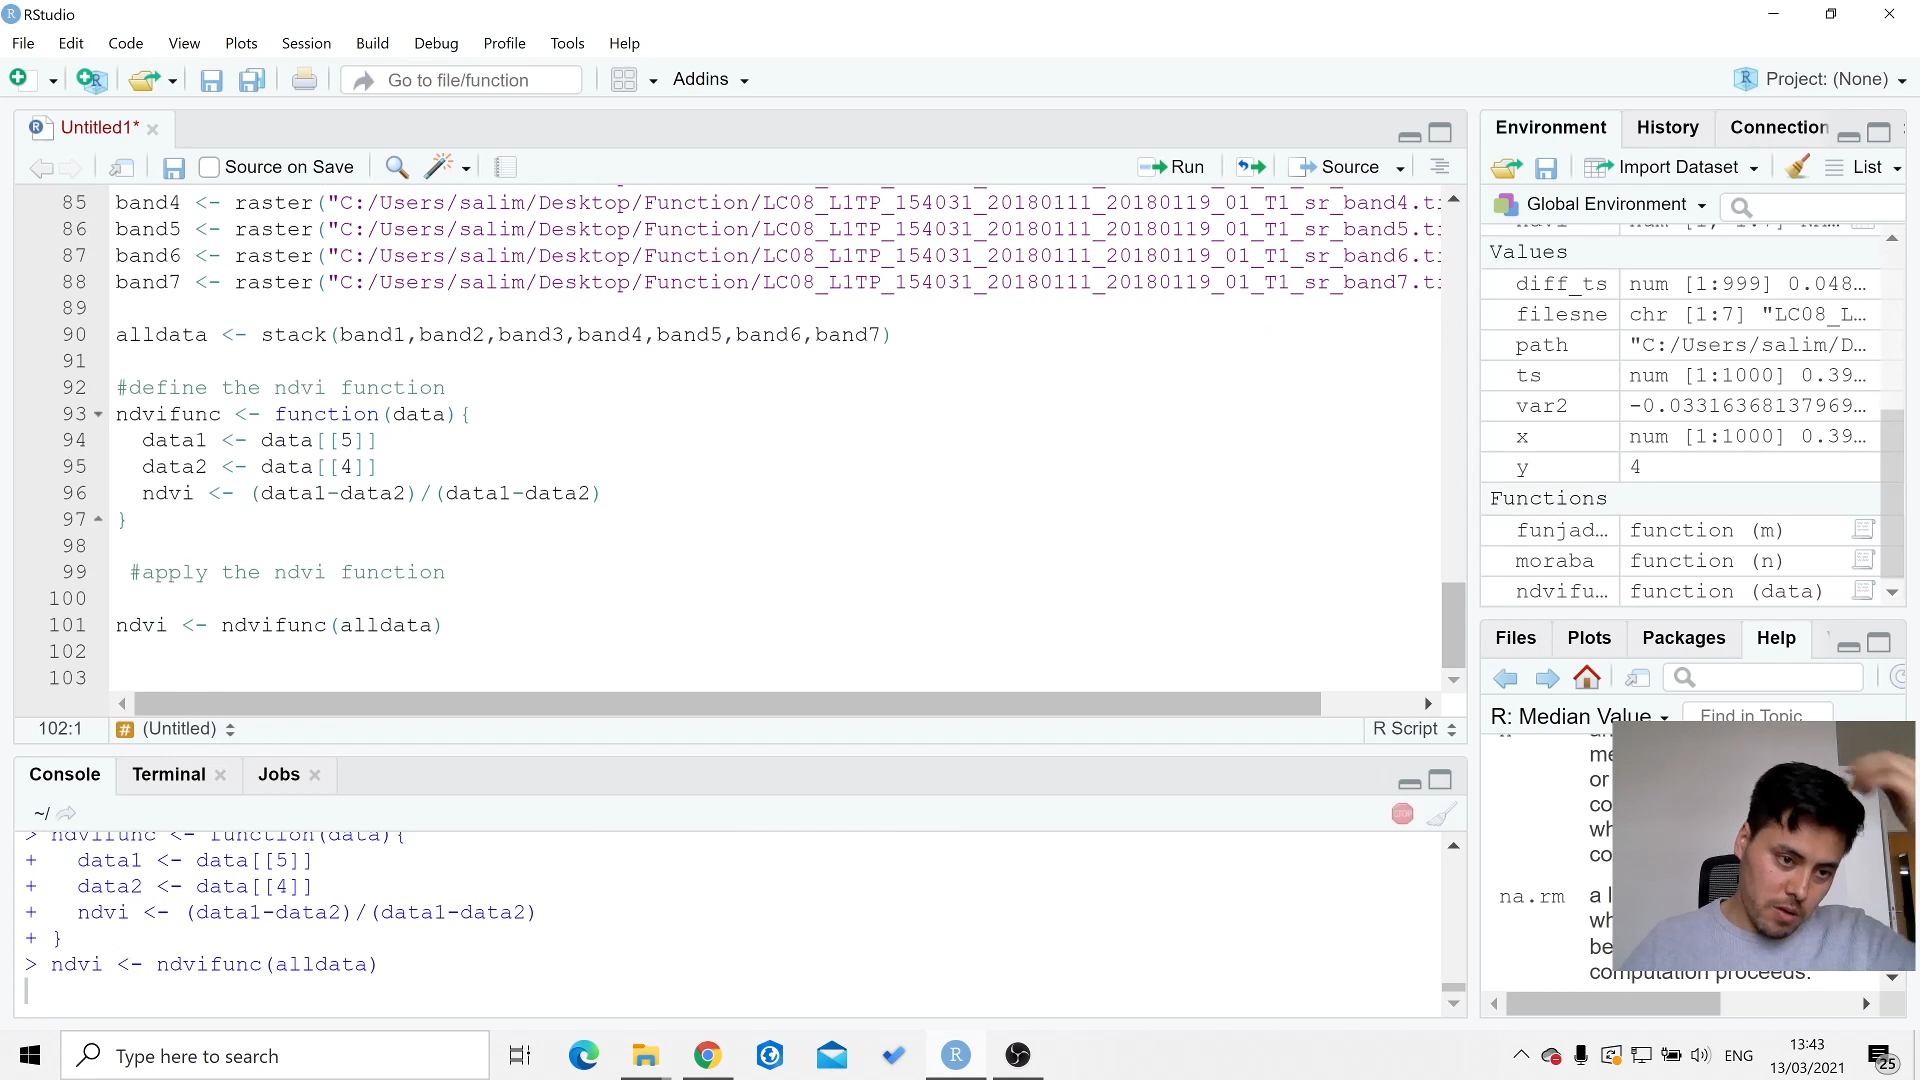 RStudio
File Edit Code View Plots Session Build Debug Profile Tools Help
Go to file/function Addins Project: (None)
Untitled1*
Source on Save Run Source
85 band4 <- raster("C:/Users/salim/Desktop/Function/LC08_L1TP_154031_20180111_20180119_01_T1_sr_band4.ti
86 band5 <- raster("C:/Users/salim/Desktop/Function/LC08_L1TP_154031_20180111_20180119_01_T1_sr_band5.ti
87 band6 <- raster("C:/Users/salim/Desktop/Function/LC08_L1TP_154031_20180111_20180119_01_T1_sr_band6.ti
88 band7 <- raster("C:/Users/salim/Desktop/Function/LC08_L1TP_154031_20180111_20180119_01_T1_sr_band7.ti
89
90 alldata <- stack(band1,band2,band3,band4,band5,band6,band7)
91
92 #define the ndvi function
93 ndvifunc <- function(data){
94 data1 <- data[[5]]
95 data2 <- data[[4]]
96 ndvi <- (data1-data2)/(data1-data2)
97 }
98
99 #apply the ndvi function
100
101 ndvi <- ndvifunc(alldata)
102
103
102:1 # (Untitled) R Script
Console Terminal Jobs
~/
> ndvifunc <- function(data){
+ data1 <- data[[5]]
+ data2 <- data[[4]]
+ ndvi <- (data1-data2)/(data1-data2)
+ }
> ndvi <- ndvifunc(alldata)
Environment History Connection
Import Dataset List
Global Environment
Values
diff_ts num [1:999] 0.048…
filesne chr [1:7] "LC08_L…
path "C:/Users/salim/D…
ts num [1:1000] 0.39…
var2 -0.03316368137969…
x num [1:1000] 0.39…
y 4
Functions
funjad… function (m)
moraba function (n)
ndvifu… function (data)
Files Plots Packages Help
R: Median Value Find in Topic
me
or
co
wh
co
na.rm a l
wh
be
computation proceeds.
Type here to search
ENG
13:43
13/03/2021
25